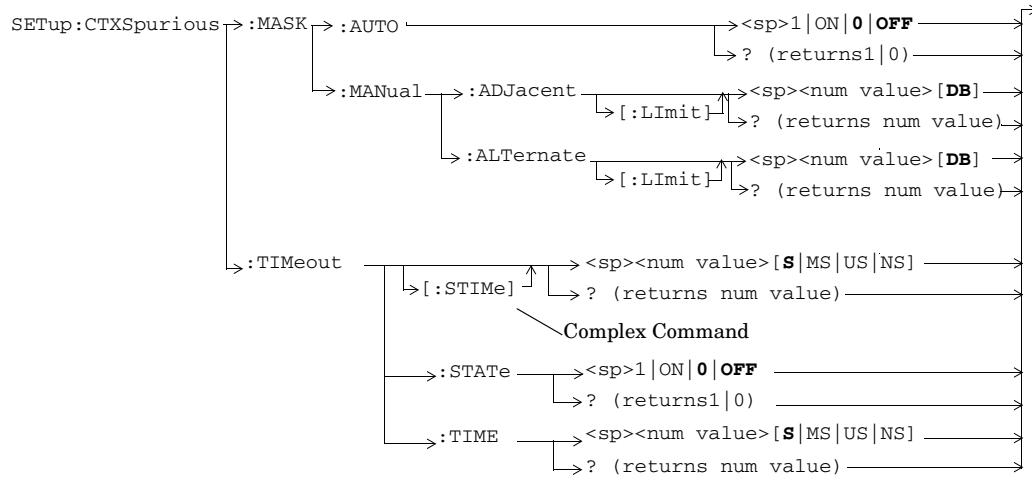 SETup:CTXSpurious :MASK :AUTO <sp>1|ON|0|OFF
? (returns1|0)
:MANual :ADJacent <sp><num value>[DB]
[:LImit] ? (returns num value)
:ALTernate <sp><num value>[DB]
[:LImit] ? (returns num value)
:TIMeout <sp><num value>[S|MS|US|NS]
[:STIMe] ? (returns num value)
Complex Command
:STATe <sp>1|ON|0|OFF
? (returns1|0)
:TIME <sp><num value>[S|MS|US|NS]
? (returns num value)